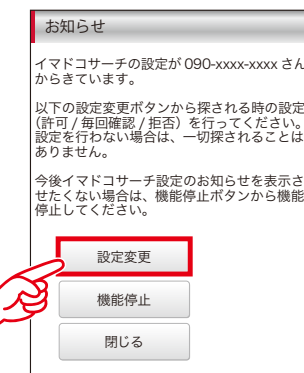 お知らせ
イマドコサーチの設定が 090-xxxx-xxxx さん
からきています。
以下の設定変更ボタンから探される時の設定
(許可 / 毎回確認 / 拒否) を行ってください。
設定を行わない場合は、一切探されることは
ありません。
今後イマドコサーチ設定のお知らせを表示さ
せたくない場合は、機能停止ボタンから機能
停止してください。
設定変更
機能停止
閉じる